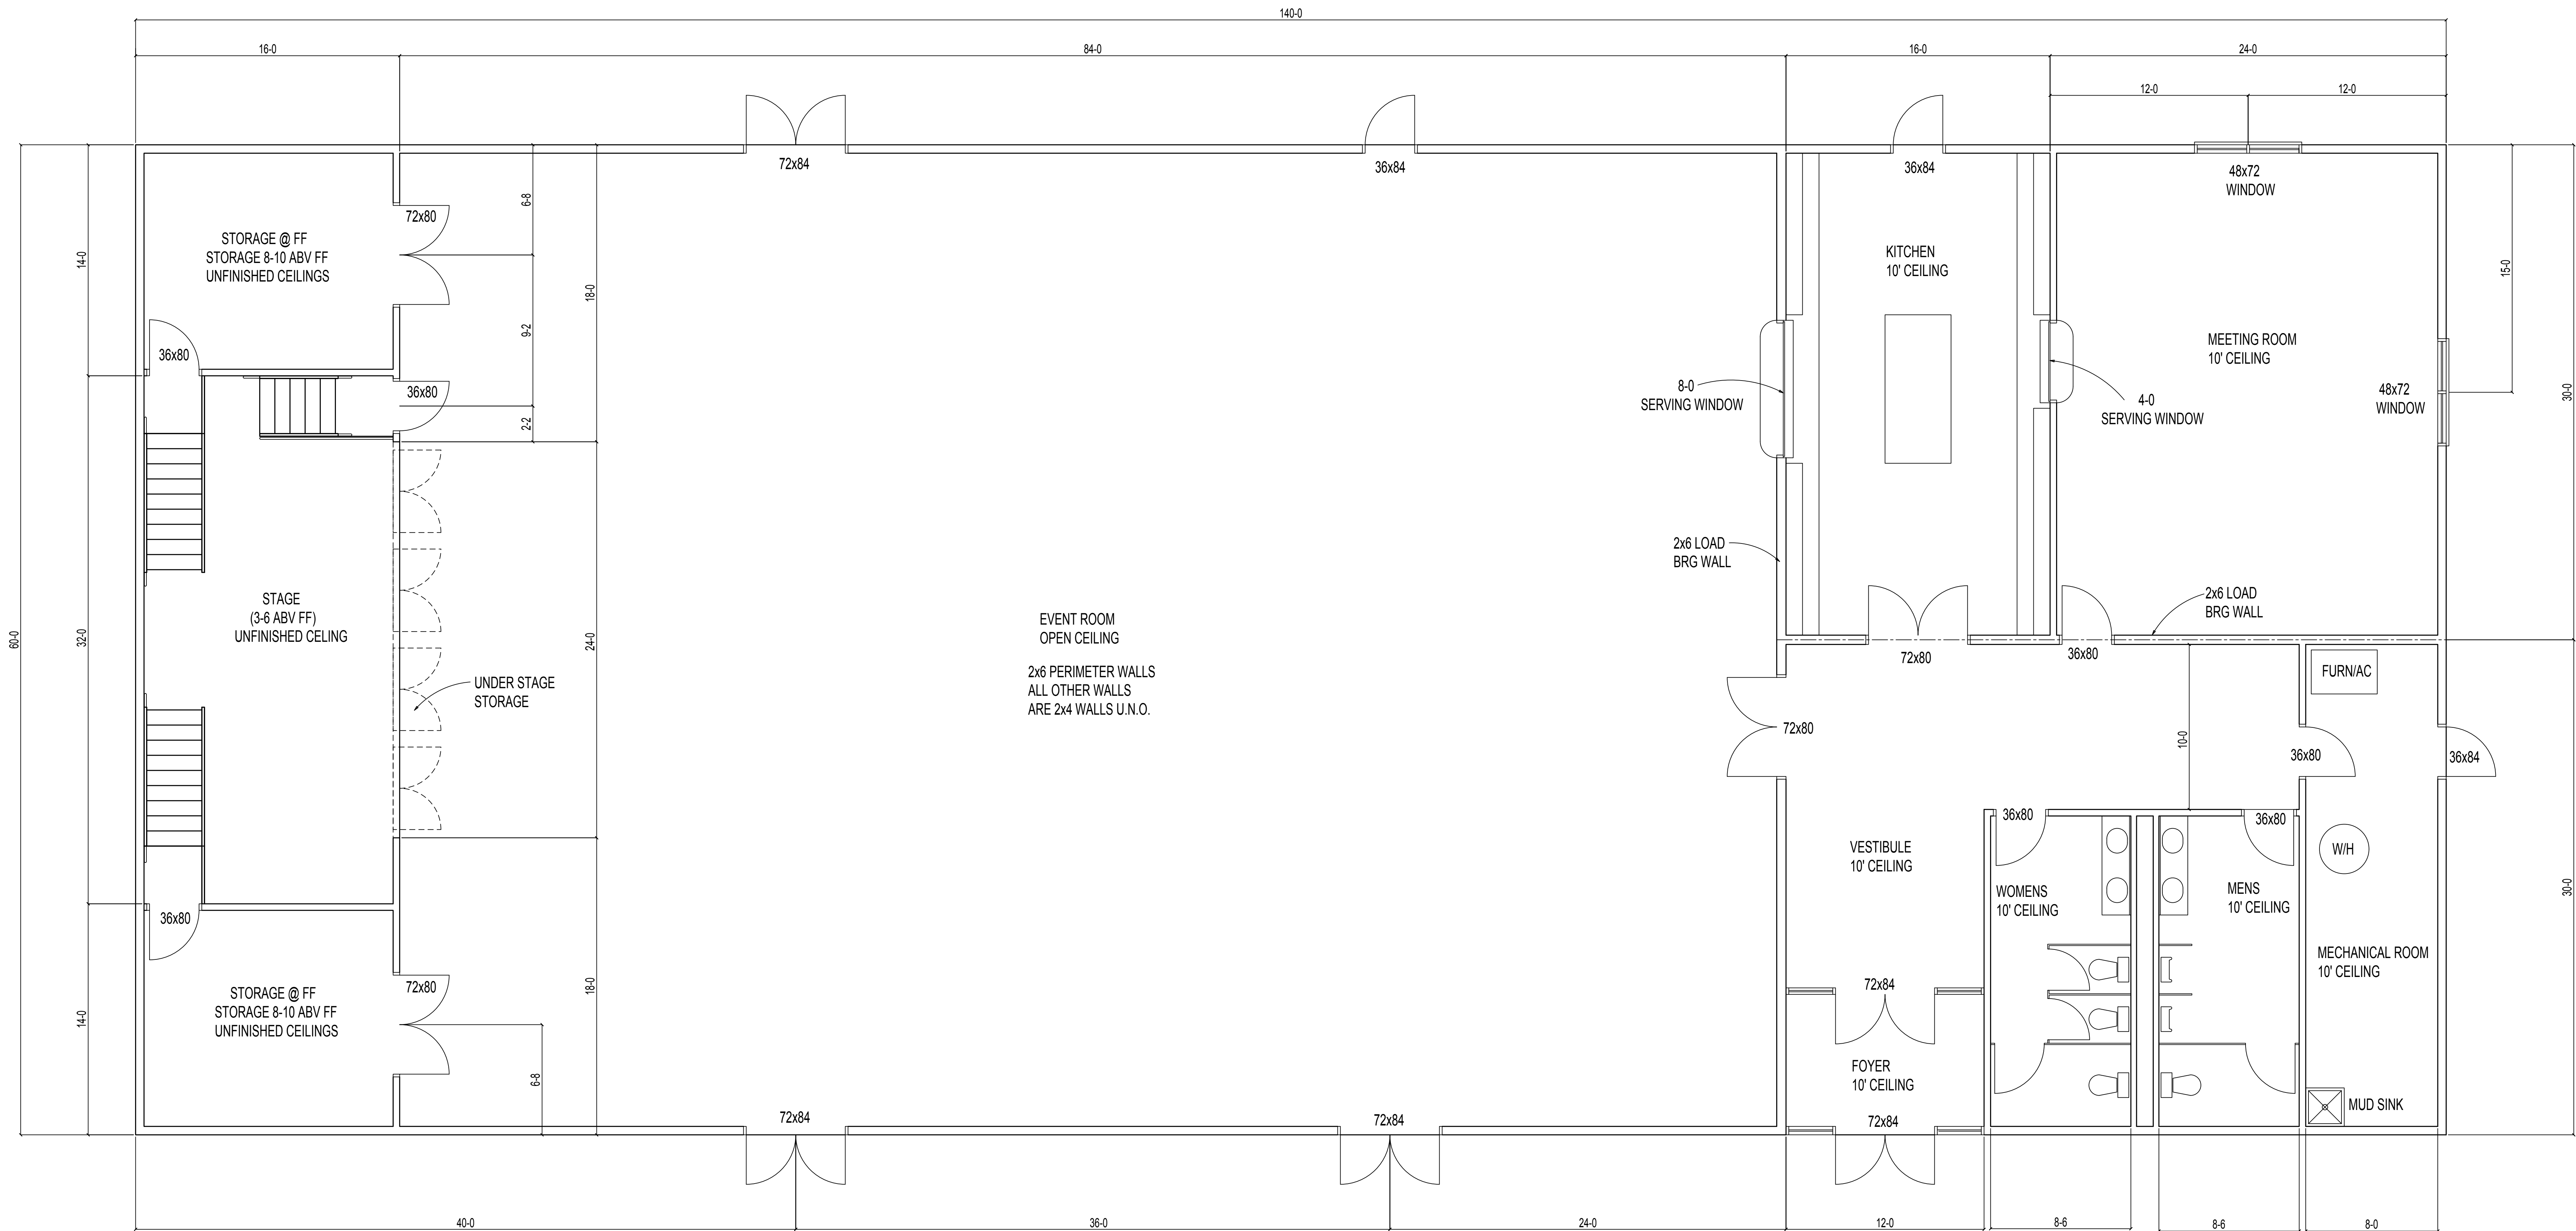 140-0
16-0
84-0
16-0
24-0
12-0
12-0
72x84
36x84
36x84
48x72
WINDOW
72x80
6-8
STORAGE @ FF
STORAGE 8-10 ABV FF
UNFINISHED CEILINGS
14-0
KITCHEN
10' CEILING
15-0
18-0
9-2
MEETING ROOM
10' CEILING
36x80
36x80
8-0
SERVING WINDOW
4-0
SERVING WINDOW
48x72
WINDOW
30-0
2-2
2x6 LOAD
BRG WALL
STAGE
(3-6 ABV FF)
UNFINISHED CELING
2x6 LOAD
BRG WALL
60-0
32-0
24-0
EVENT ROOM
OPEN CEILING
2x6 PERIMETER WALLS
ALL OTHER WALLS
ARE 2x4 WALLS U.N.O.
72x80
36x80
FURN/AC
UNDER STAGE
STORAGE
72x80
10-0
36x80
36x84
36x80
36x80
VESTIBULE
10' CEILING
W/H
WOMENS
10' CEILING
MENS
10' CEILING
30-0
36x80
MECHANICAL ROOM
10' CEILING
72x80
72x84
18-0
STORAGE @ FF
STORAGE 8-10 ABV FF
UNFINISHED CEILINGS
14-0
6-8
FOYER
10' CEILING
MUD SINK
72x84
72x84
72x84
40-0
36-0
24-0
12-0
8-6
8-6
8-0